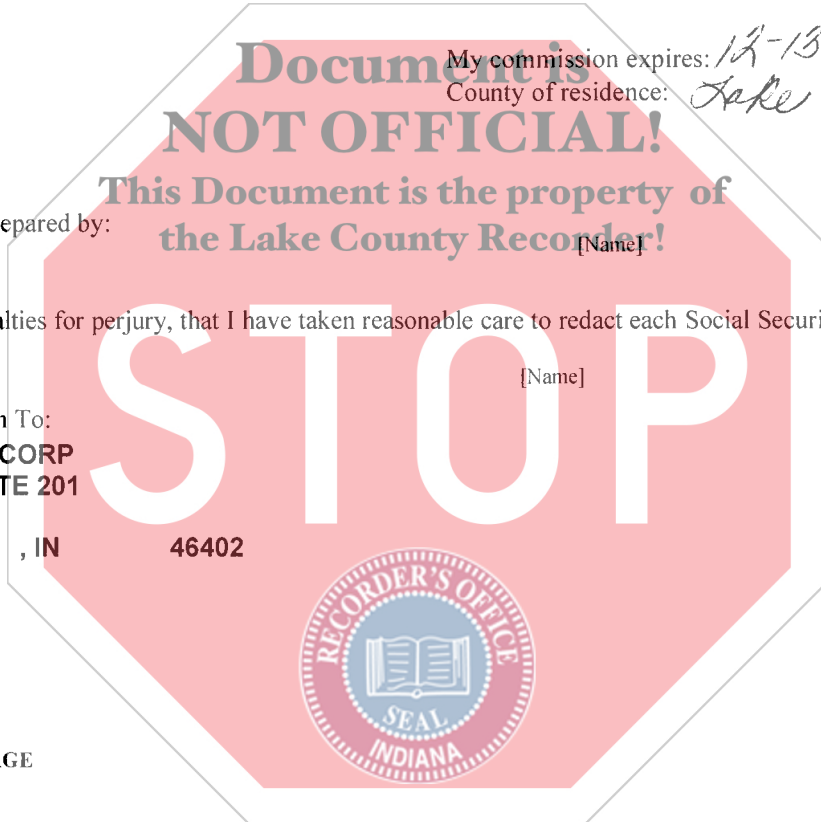 Document is
My commission expires: 12-13
County of residence: Lake
NOT OFFICIAL!
This Document is the property of
epared by:
the Lake County Recorder!
[Name]
alties for perjury, that I have taken reasonable care to redact each Social Securi
[Name]
STOP
n To:
CORP
TE 201
, IN 46402
RECORDER'S OFFICE
SEAL
INDIANA
GE